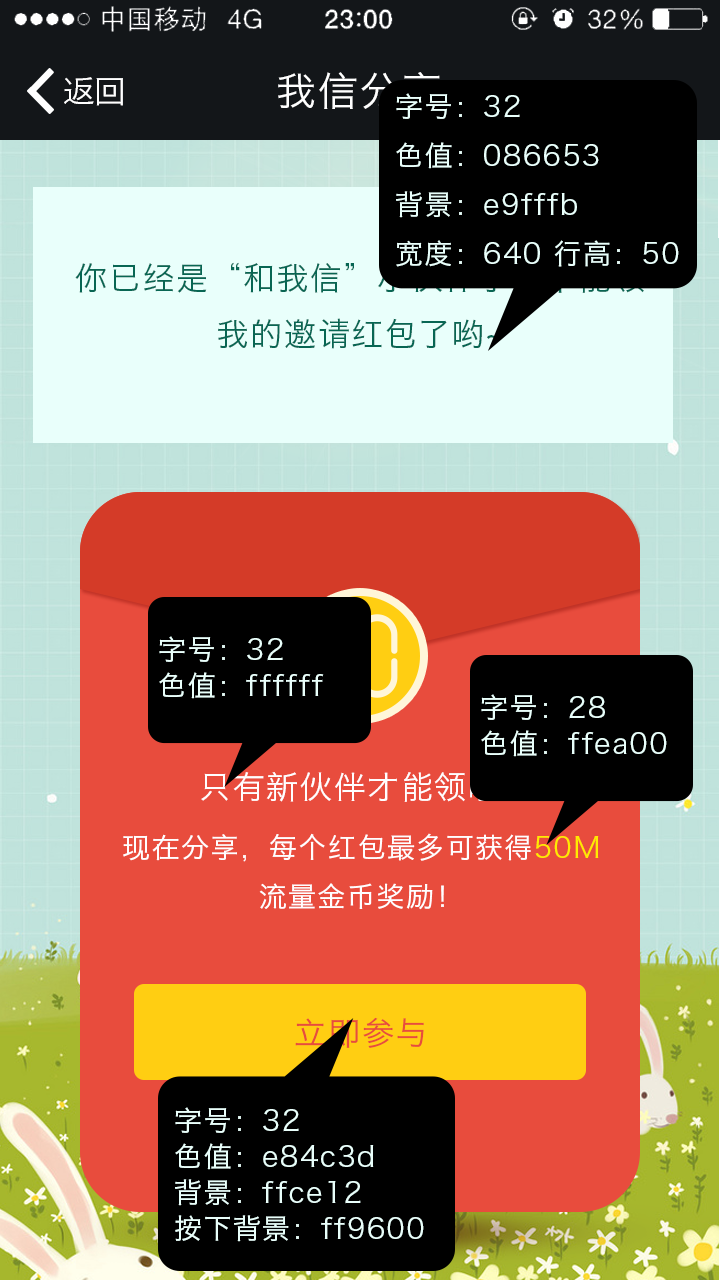 中国移动 4G 23:00 32%
返回 我信分享
字号：32
色值：086653
背景：e9fffb
宽度：640 行高：50
你已经是“和我信”
我的邀请红包了哟~
字号：32
色值：ffffff
字号：28
色值：ffea00
只有新伙伴才能领
现在分享，每个红包最多可获得50M
流量金币奖励！
立即参与
字号：32
色值：e84c3d
背景：ffce12
按下背景：ff9600